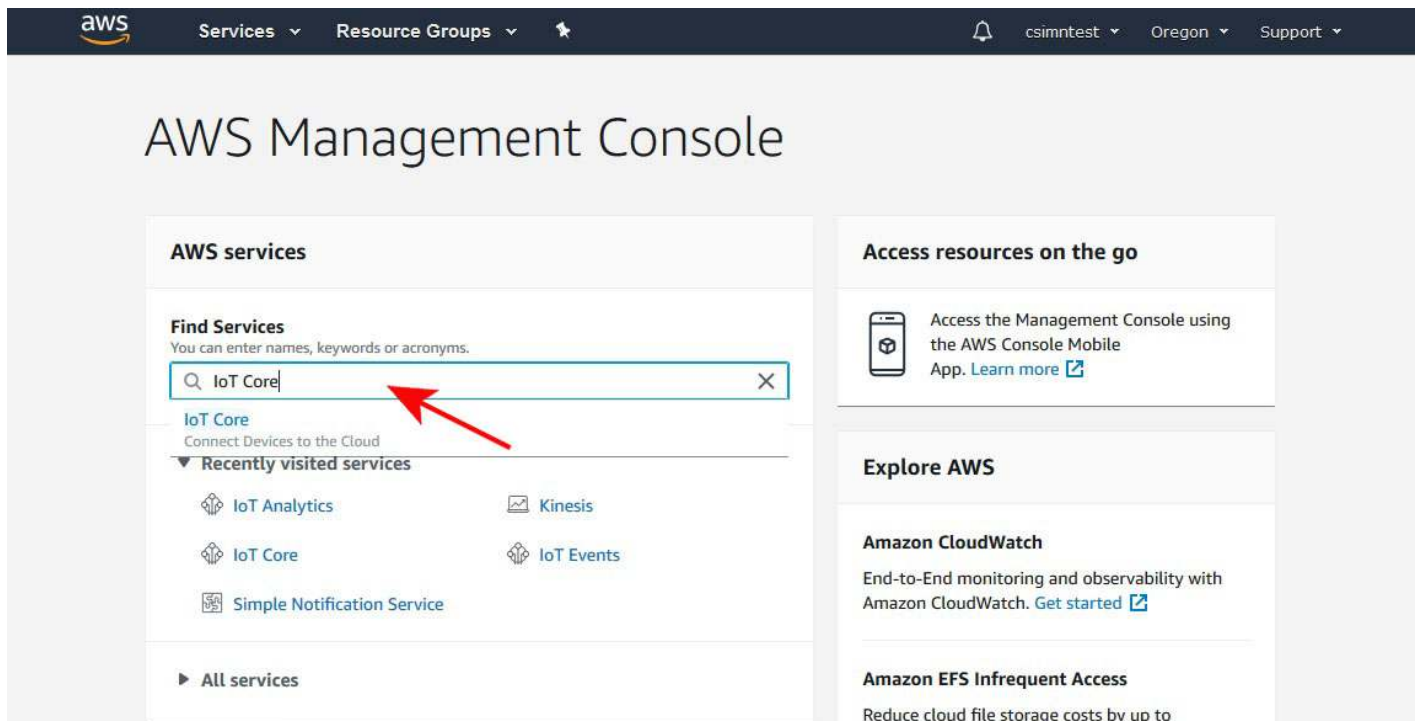 aws
Services
Resource Groups
csimntest
Oregon
Support
AWS Management Console
AWS services
Find Services
You can enter names, keywords or acronyms.
IoT Core
IoT Core
Connect Devices to the Cloud
Recently visited services
IoT Analytics
Kinesis
IoT Core
IoT Events
Simple Notification Service
All services
Access resources on the go
Access the Management Console using
the AWS Console Mobile
App. Learn more
Explore AWS
Amazon CloudWatch
End-to-End monitoring and observability with
Amazon CloudWatch. Get started
Amazon EFS Infrequent Access
Reduce cloud file storage costs by up to